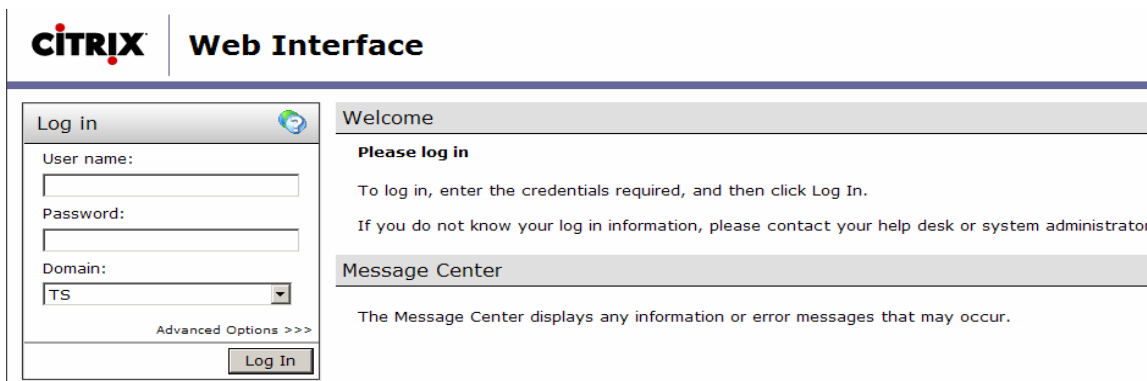 CITRIX
Web Interface
Log in
User name:
Password:
Domain:
TS
Advanced Options >>>
Log In
Welcome
Please log in
To log in, enter the credentials required, and then click Log In.
If you do not know your log in information, please contact your help desk or system administrator
Message Center
The Message Center displays any information or error messages that may occur.